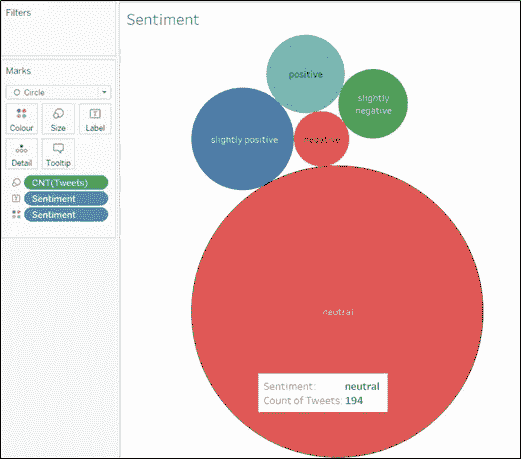 Filters
Marks
Circle
Colour
Size
Label
Detail
Tooltip
CNT(Tweets)
Sentiment
Sentiment
Sentiment
positive
slightly
negative
slightly positive
negative
neutral
Sentiment: neutral
Count of Tweets: 194